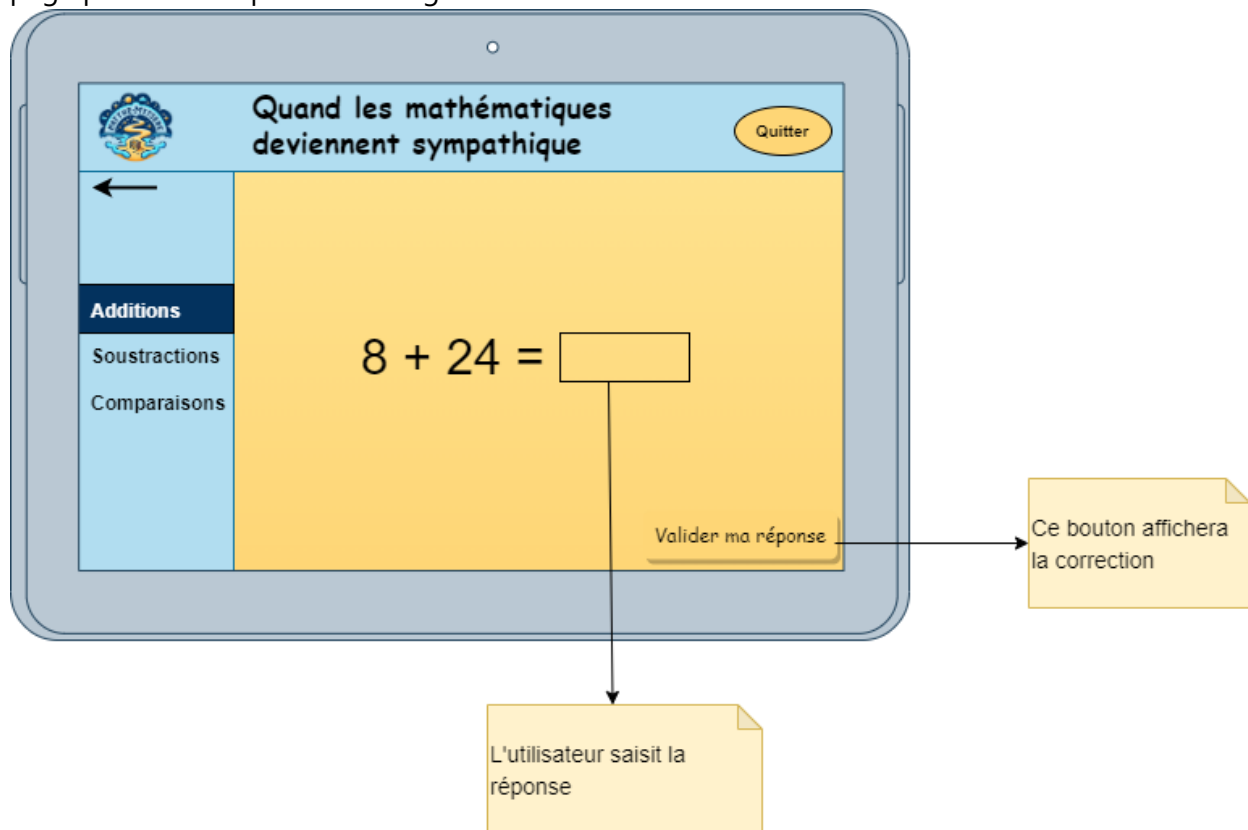 Quand les mathématiques
deviennent sympathique
Quitter
Additions
Soustractions
Comparaisons
8 + 24 =
Valider ma réponse
Ce bouton affichera
la correction
L'utilisateur saisit la
réponse